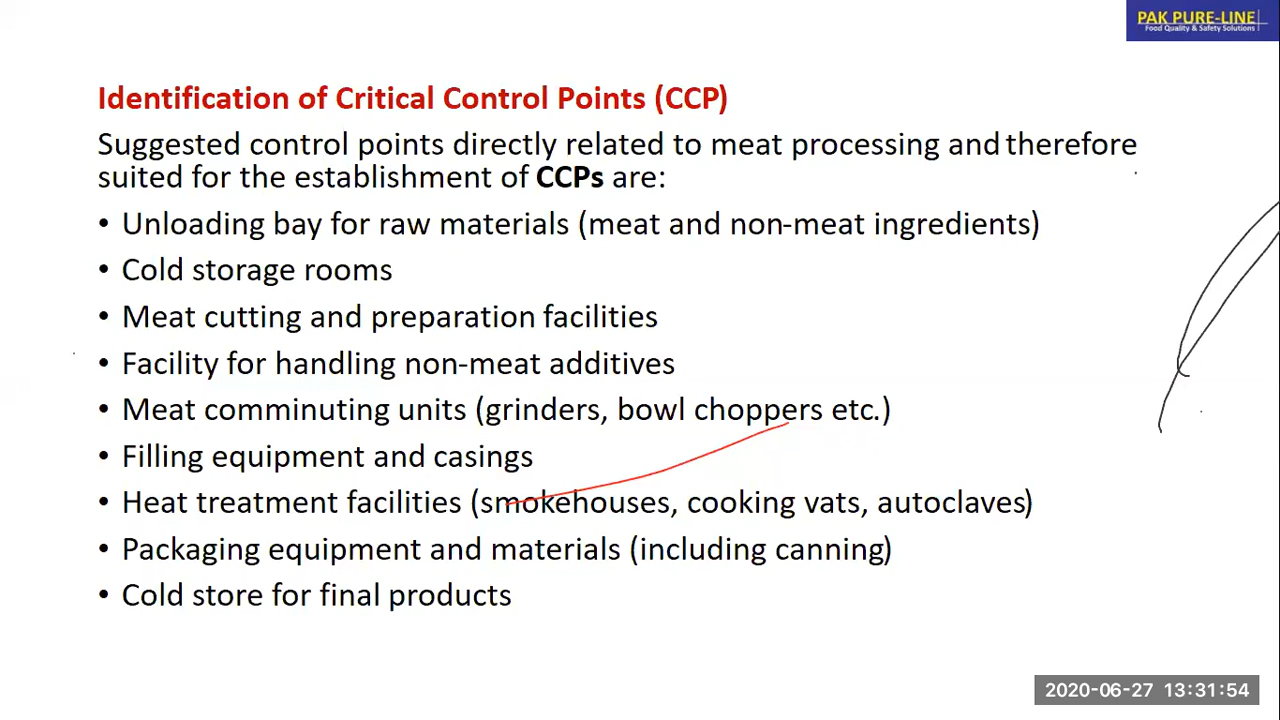 PAK PURE-LINE
Food Quality & Safety Solutions
Identification of Critical Control Points (CCP)
Suggested control points directly related to meat processing and therefore
suited for the establishment of CCPs are:
• Unloading bay for raw materials (meat and non-meat ingredients)
• Cold storage rooms
• Meat cutting and preparation facilities
• Facility for handling non-meat additives
• Meat comminuting units (grinders, bowl choppers etc.)
• Filling equipment and casings
• Heat treatment facilities (smokehouses, cooking vats, autoclaves)
• Packaging equipment and materials (including canning)
• Cold store for final products
2020-06-27 13:31:54